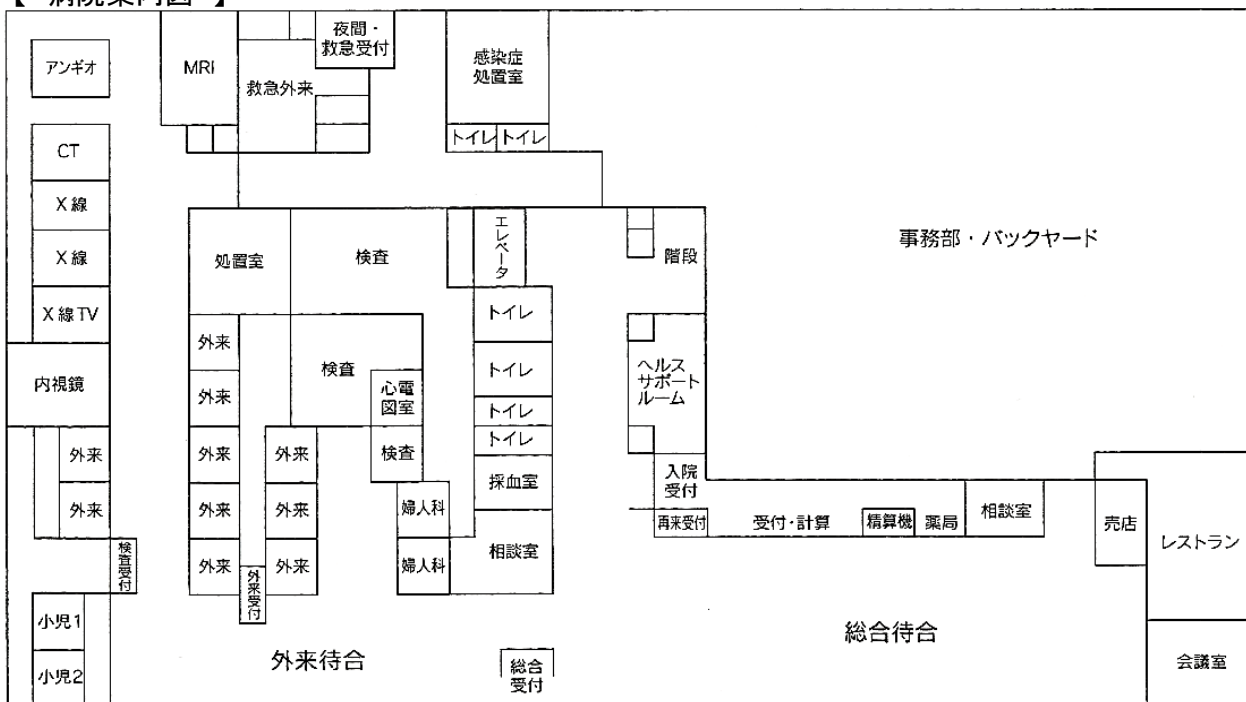 【 病院案内図 】
アンギオ
MRI
救急外来
夜間・
救急受付
感染症
処置室
トイレ
トイレ
CT
X線
X線
X線TV
内視鏡
外来
外来
検査受付
小児1
小児2
処置室
検査
外来
外来
外来
外来
外来
検査
心電
図室
検査
外来
外来
外来
外来受付
婦人科
婦人科
エレベータ
トイレ
トイレ
トイレ
トイレ
採血室
相談室
階段
ヘルス
サポート
ルーム
入院
受付
再来受付
受付・計算
精算機
薬局
相談室
売店
レストラン
会議室
事務部・バックヤード
外来待合
総合
受付
総合待合